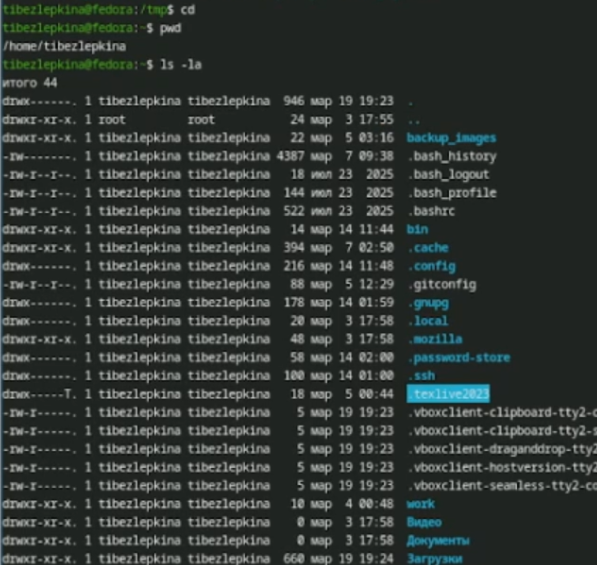 tibezlepkina@fedora:/tmp$ cd
tibezlepkina@fedora:~$ pwd
/home/tibezlepkina
tibezlepkina@fedora:~$ ls -la
итого 44
drwx------. 1 tibezlepkina tibezlepkina 946 мар 19 19:23 .
drwxr-xr-x. 1 root root 24 мар 3 17:55 ..
drwxr-xr-x. 1 tibezlepkina tibezlepkina 22 мар 5 03:16 backup_images
-rw-------. 1 tibezlepkina tibezlepkina 4387 мар 7 09:38 .bash_history
-rw-r--r--. 1 tibezlepkina tibezlepkina 18 июл 23 2025 .bash_logout
-rw-r--r--. 1 tibezlepkina tibezlepkina 144 июл 23 2025 .bash_profile
-rw-r--r--. 1 tibezlepkina tibezlepkina 522 июл 23 2025 .bashrc
drwxr-xr-x. 1 tibezlepkina tibezlepkina 14 мар 14 11:44 bin
drwxr-xr-x. 1 tibezlepkina tibezlepkina 394 мар 7 02:50 .cache
drwx------. 1 tibezlepkina tibezlepkina 216 мар 14 11:48 .config
-rw-r--r--. 1 tibezlepkina tibezlepkina 88 мар 5 12:29 .gitconfig
drwx------. 1 tibezlepkina tibezlepkina 178 мар 14 01:59 .gnupg
drwx------. 1 tibezlepkina tibezlepkina 20 мар 3 17:58 .local
drwxr-xr-x. 1 tibezlepkina tibezlepkina 48 мар 3 17:58 .mozilla
drwx------. 1 tibezlepkina tibezlepkina 58 мар 14 02:00 .password-store
drwx------. 1 tibezlepkina tibezlepkina 100 мар 14 01:00 .ssh
drwx-----T. 1 tibezlepkina tibezlepkina 18 мар 5 00:44 .texlive2023
-rw-r-----. 1 tibezlepkina tibezlepkina 5 мар 19 19:23 .vboxclient-clipboard-tty2-c
-rw-r-----. 1 tibezlepkina tibezlepkina 5 мар 19 19:23 .vboxclient-clipboard-tty2-s
-rw-r-----. 1 tibezlepkina tibezlepkina 5 мар 19 19:23 .vboxclient-draganddrop-tty2
-rw-r-----. 1 tibezlepkina tibezlepkina 5 мар 19 19:23 .vboxclient-hostversion-tty2
-rw-r-----. 1 tibezlepkina tibezlepkina 5 мар 19 19:23 .vboxclient-seamless-tty2-co
drwxr-xr-x. 1 tibezlepkina tibezlepkina 10 мар 4 00:48 work
drwxr-xr-x. 1 tibezlepkina tibezlepkina 0 мар 3 17:58 Видео
drwxr-xr-x. 1 tibezlepkina tibezlepkina 0 мар 3 17:58 Документы
drwxr-xr-x. 1 tibezlepkina tibezlepkina 660 мар 19 19:24 Загрузки